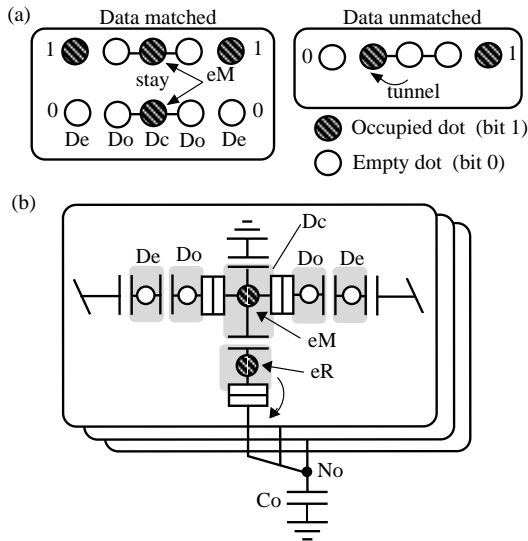 (a)
Data matched
Data unmatched
1
1
0
1
stay
eM
tunnel
0
0
De Do Dc Do De
Occupied dot (bit 1)
Empty dot (bit 0)
(b)
Dc
De Do
Do De
eM
eR
No
Co